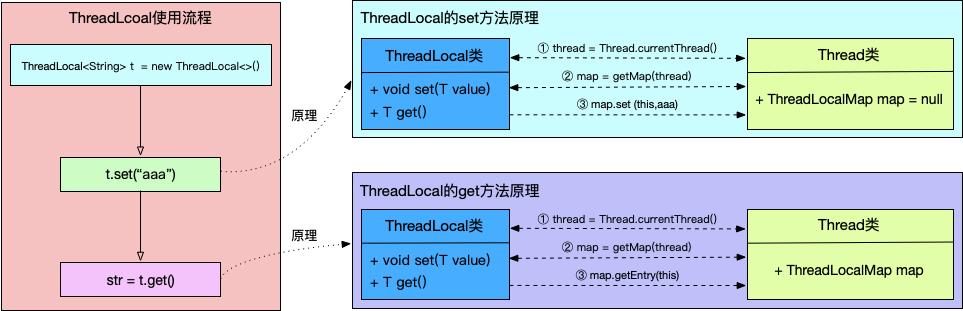 ThreadLcoal使用流程
ThreadLocal<String> t = new ThreadLocal<>()
t.set(“aaa”)
str = t.get()
原理
原理
ThreadLocal的set方法原理
ThreadLocal类
+ void set(T value)
+ T get()
① thread = Thread.currentThread()
② map = getMap(thread)
③ map.set (this,aaa)
Thread类
+ ThreadLocalMap map = null
ThreadLocal的get方法原理
ThreadLocal类
+ void set(T value)
+ T get()
① thread = Thread.currentThread()
② map = getMap(thread)
③ map.getEntry(this)
Thread类
+ ThreadLocalMap map